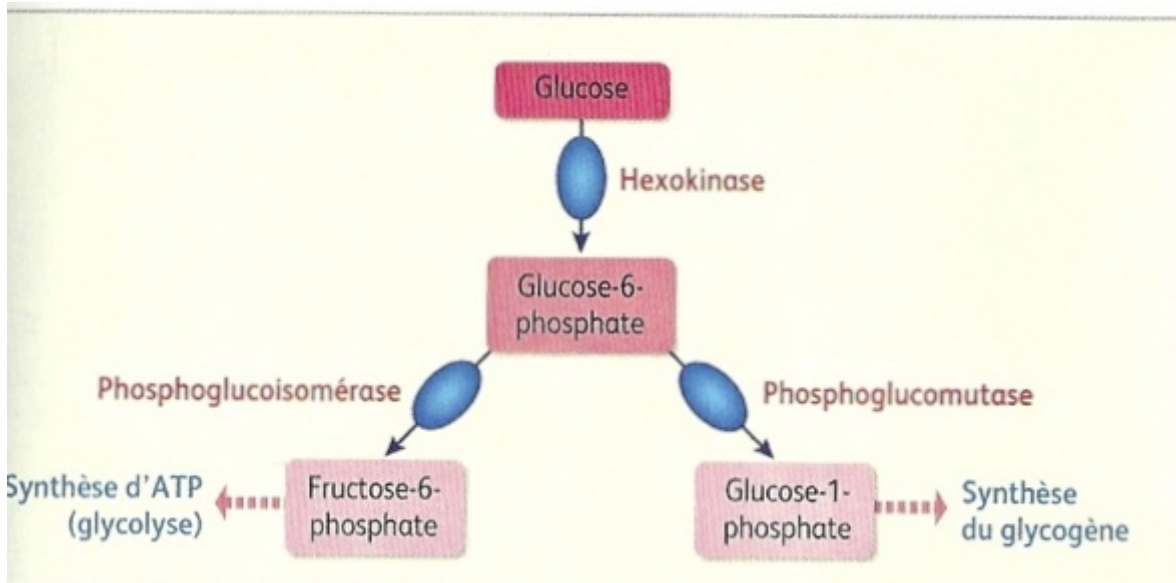 Glucose
Hexokinase
Glucose-6-
phosphate
Phosphoglucoisomérase
Phosphoglucomutase
Synthèse d'ATP
(glycolyse)
Fructose-6-
phosphate
Glucose-1-
phosphate
Synthèse
du glycogène